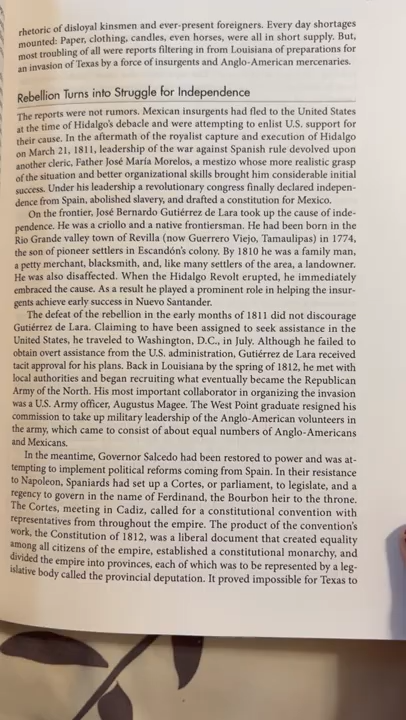 rhetoric of disloyal kinsmen and ever-present foreigners. Every day shortages
mounted: Paper, clothing, candles, even horses, were all in short supply. But,
most troubling of all were reports filtering in from Louisiana of preparations for
an invasion of Texas by a force of insurgents and Anglo-American mercenaries.
Rebellion Turns into Struggle for Independence
The reports were not rumors. Mexican insurgents had fled to the United States
at the time of Hidalgo's debacle and were attempting to enlist U.S. support for
their cause. In the aftermath of the royalist capture and execution of Hidalgo
on March 21, 1811, leadership of the war against Spanish rule devolved upon
another cleric, Father José María Morelos, a mestizo whose more realistic grasp
of the situation and better organizational skills brought him considerable initial
success. Under his leadership a revolutionary congress finally declared indepen-
dence from Spain, abolished slavery, and drafted a constitution for Mexico.
On the frontier, José Bernardo Gutiérrez de Lara took up the cause of inde-
pendence. He was a criollo and a native frontiersman. He had been born in the
Rio Grande valley town of Revilla (now Guerrero Viejo, Tamaulipas) in 1774,
the son of pioneer settlers in Escandón's colony. By 1810 he was a family man,
a petty merchant, blacksmith, and, like many settlers of the area, a landowner.
He was also disaffected. When the Hidalgo Revolt erupted, he immediately
embraced the cause. As a result he played a prominent role in helping the insur-
gents achieve early success in Nuevo Santander.
The defeat of the rebellion in the early months of 1811 did not discourage
Gutiérrez de Lara. Claiming to have been assigned to seek assistance in the
United States, he traveled to Washington, D.C., in July. Although he failed to
obtain overt assistance from the U.S. administration, Gutiérrez de Lara received
tacit approval for his plans. Back in Louisiana by the spring of 1812, he met with
local authorities and began recruiting what eventually became the Republican
Army of the North. His most important collaborator in organizing the invasion
was a U.S. Army officer, Augustus Magee. The West Point graduate resigned his
commission to take up military leadership of the Anglo-American volunteers in
the army, which came to consist of about equal numbers of Anglo-Americans
and Mexicans.
In the meantime, Governor Salcedo had been restored to power and was at-
tempting to implement political reforms coming from Spain. In their resistance
to Napoleon, Spaniards had set up a Cortes, or parliament, to legislate, and a
regency to govern in the name of Ferdinand, the Bourbon heir to the throne.
The Cortes, meeting in Cadiz, called for a constitutional convention with
representatives from throughout the empire. The product of the convention's
work, the Constitution of 1812, was a liberal document that created equality
among all citizens of the empire, established a constitutional monarchy, and
divided the empire into provinces, each of which was to be represented by a leg-
islative body called the provincial deputation. It proved impossible for Texas to